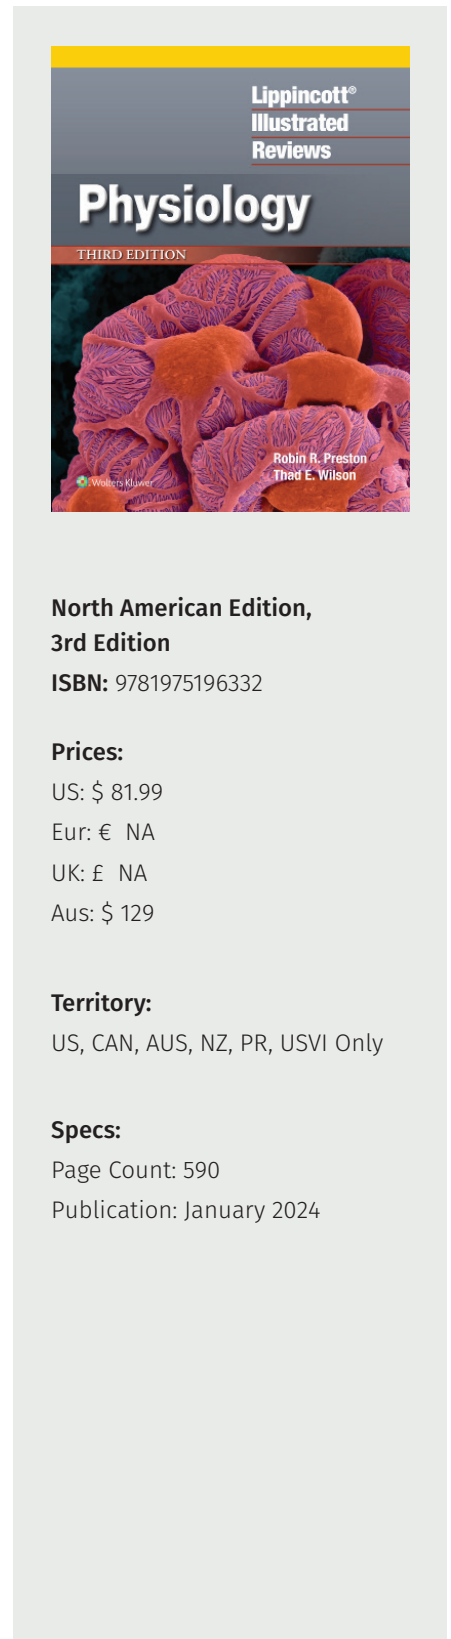 Lippincott®
Illustrated
Reviews
Physiology
THIRD EDITION
Robin R. Preston
Thad E. Wilson
Wolters Kluwer
North American Edition,
3rd Edition
ISBN: 9781975196332
Prices:
US: $ 81.99
Eur: € NA
UK: £ NA
Aus: $ 129
Territory:
US, CAN, AUS, NZ, PR, USVI Only
Specs:
Page Count: 590
Publication: January 2024